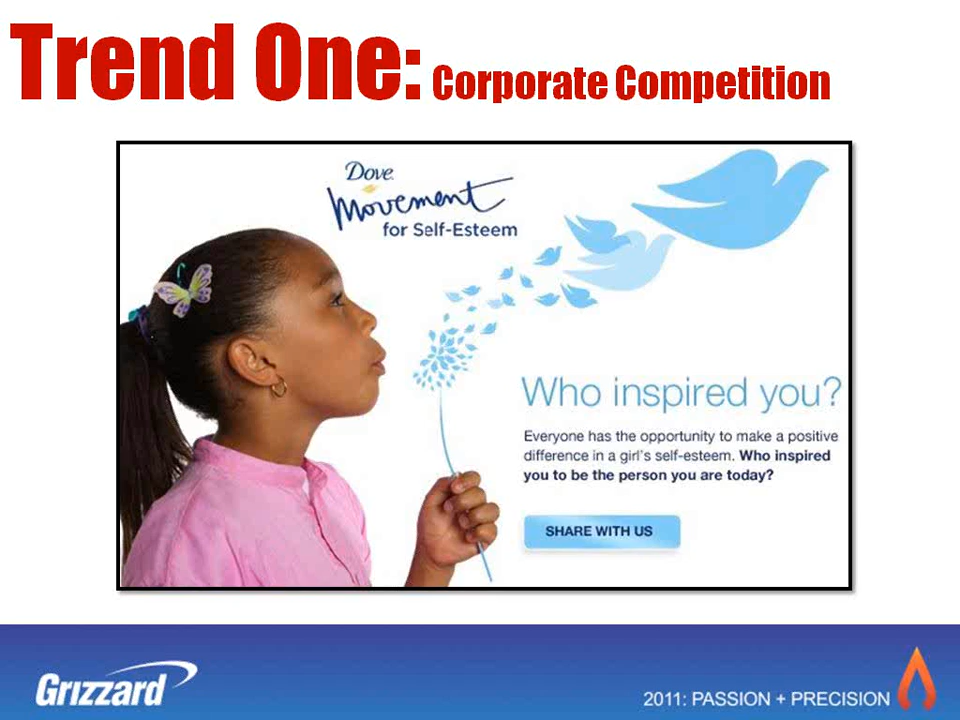 Trend One: Corporate Competition
Dove
Movement
for Self-Esteem
Who inspired you?
Everyone has the opportunity to make a positive
difference in a girl's self-esteem. Who inspired
you to be the person you are today?
SHARE WITH US
Grizzard
2011: PASSION + PRECISION